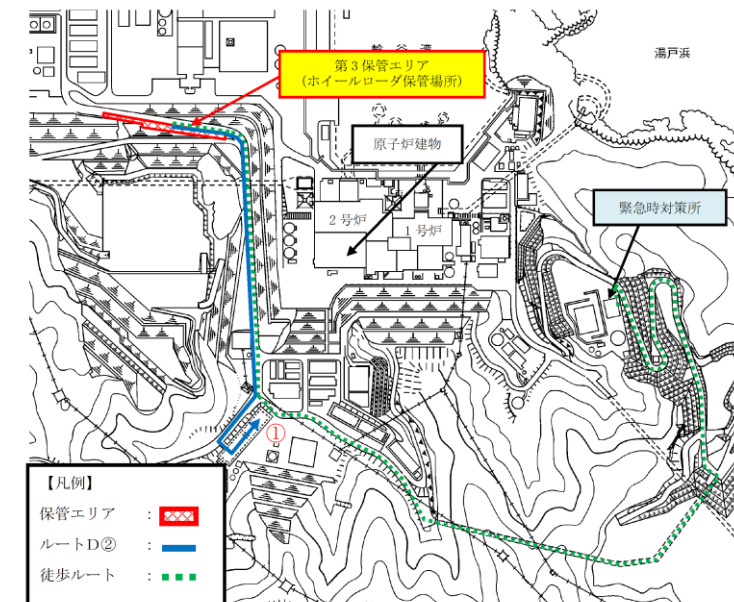 輪谷湾
湯戸浜
第3保管エリア
(ホイールローダ保管場所)
原子炉建物
緊急時対策所
2号炉
1号炉
①
【凡例】
保管エリア :
ルートD② :
徒歩ルート :